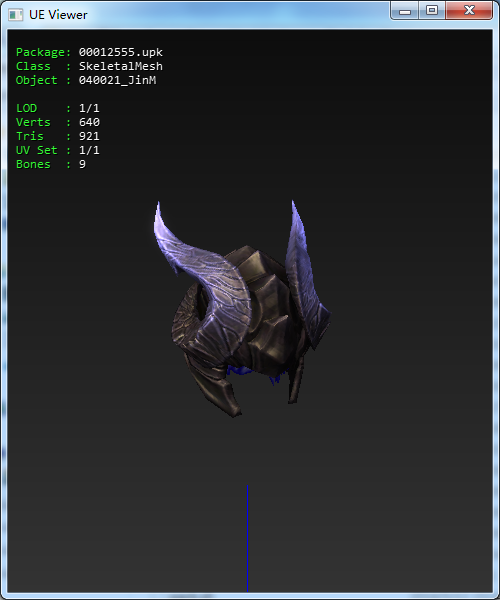 UE Viewer
Package: 00012555.upk
Class : SkeletalMesh
Object : 040021_JinM
LOD : 1/1
Verts : 640
Tris : 921
UV Set : 1/1
Bones : 9